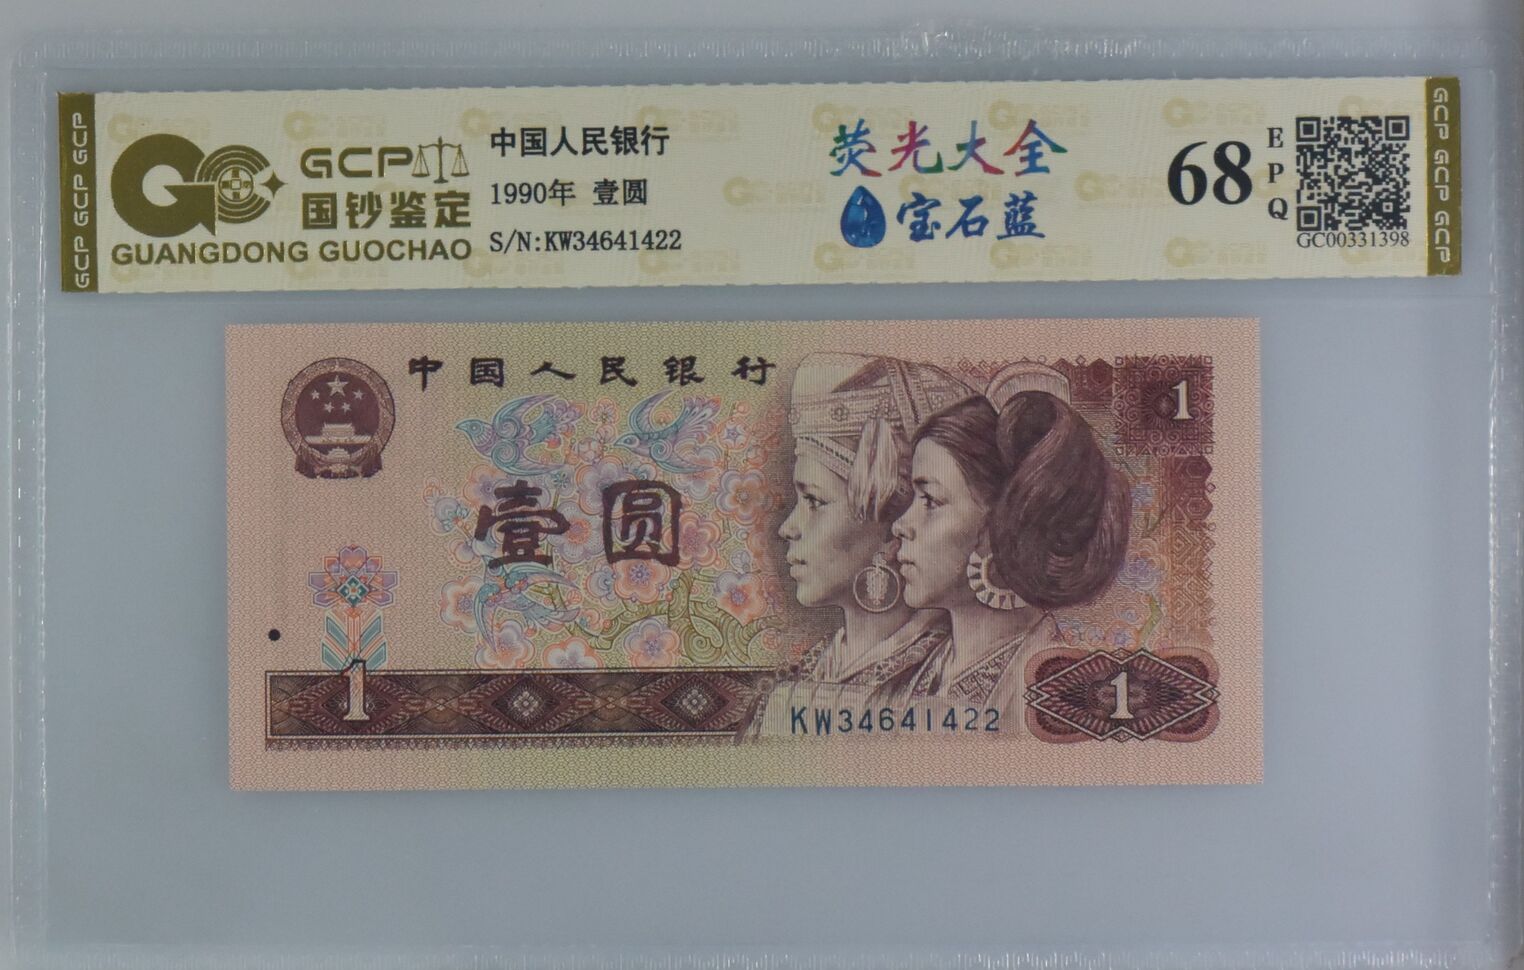 GCP GCP GCP
GCP
国钞鉴定
GUANGDONG GUOCHAO
中国人民银行
1990年 壹圆
S/N:KW34641422
荧光大全
宝石蓝
68
EPQ
GC00331398
GCP GCP GCP
中国人民银行
1
壹圆
1
KW34641422
1